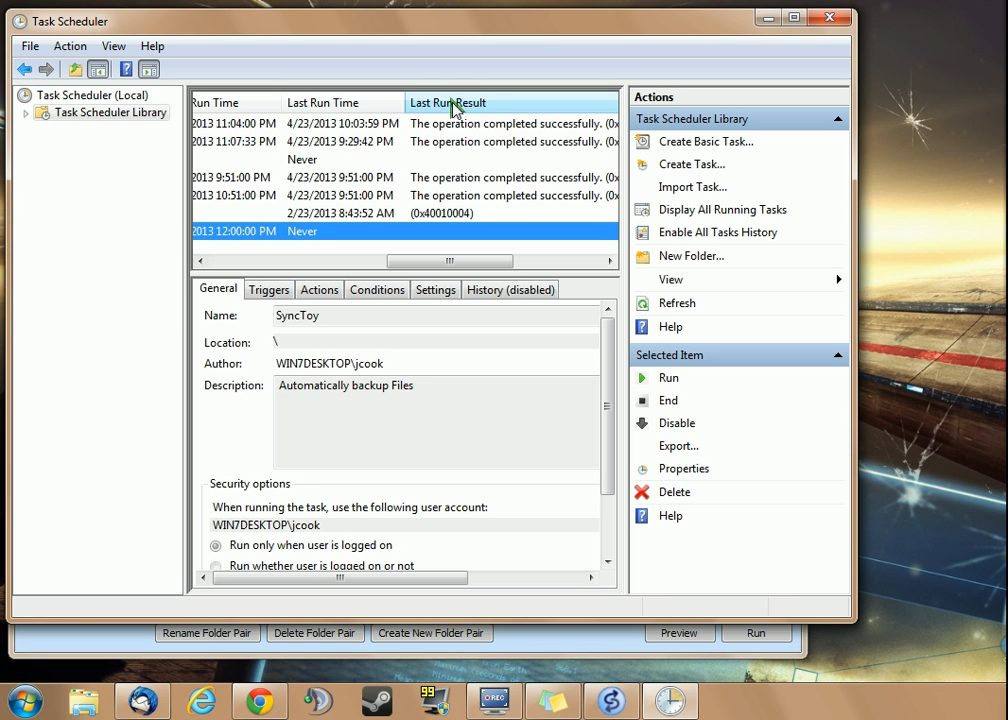 Task Scheduler
File Action View Help
Task Scheduler (Local)
Task Scheduler Library
Run Time Last Run Time Last Run Result
2013 11:04:00 PM 4/23/2013 10:03:59 PM The operation completed successfully. (0x
2013 11:07:33 PM 4/23/2013 9:29:42 PM The operation completed successfully. (0x
Never
2013 9:51:00 PM 4/23/2013 9:51:00 PM The operation completed successfully. (0x
2013 10:51:00 PM 4/23/2013 9:51:00 PM The operation completed successfully. (0x
2/23/2013 8:43:52 AM (0x40010004)
2013 12:00:00 PM Never
General Triggers Actions Conditions Settings History (disabled)
Name: SyncToy
Location: \
Author: WIN7DESKTOP\jcook
Description: Automatically backup Files
Security options
When running the task, use the following user account:
WIN7DESKTOP\jcook
Run only when user is logged on
Run whether user is logged on or not
Actions
Task Scheduler Library
Create Basic Task...
Create Task...
Import Task...
Display All Running Tasks
Enable All Tasks History
New Folder...
View
Refresh
Help
Selected Item
Run
End
Disable
Export...
Properties
Delete
Help
Rename Folder Pair Delete Folder Pair Create New Folder Pair Preview Run
99
REC